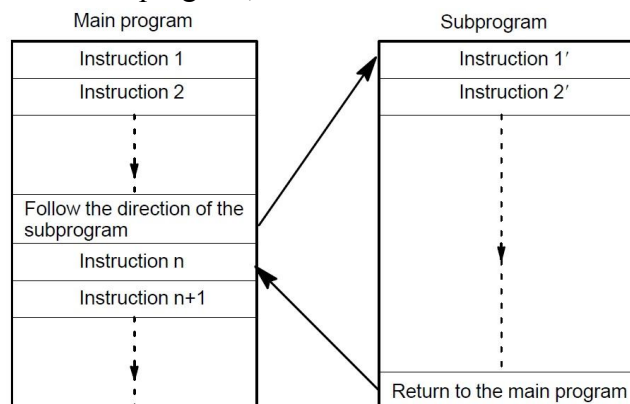 Main program
Instruction 1
Instruction 2
Follow the direction of the
subprogram
Instruction n
Instruction n+1
Subprogram
Instruction 1′
Instruction 2′
Return to the main program